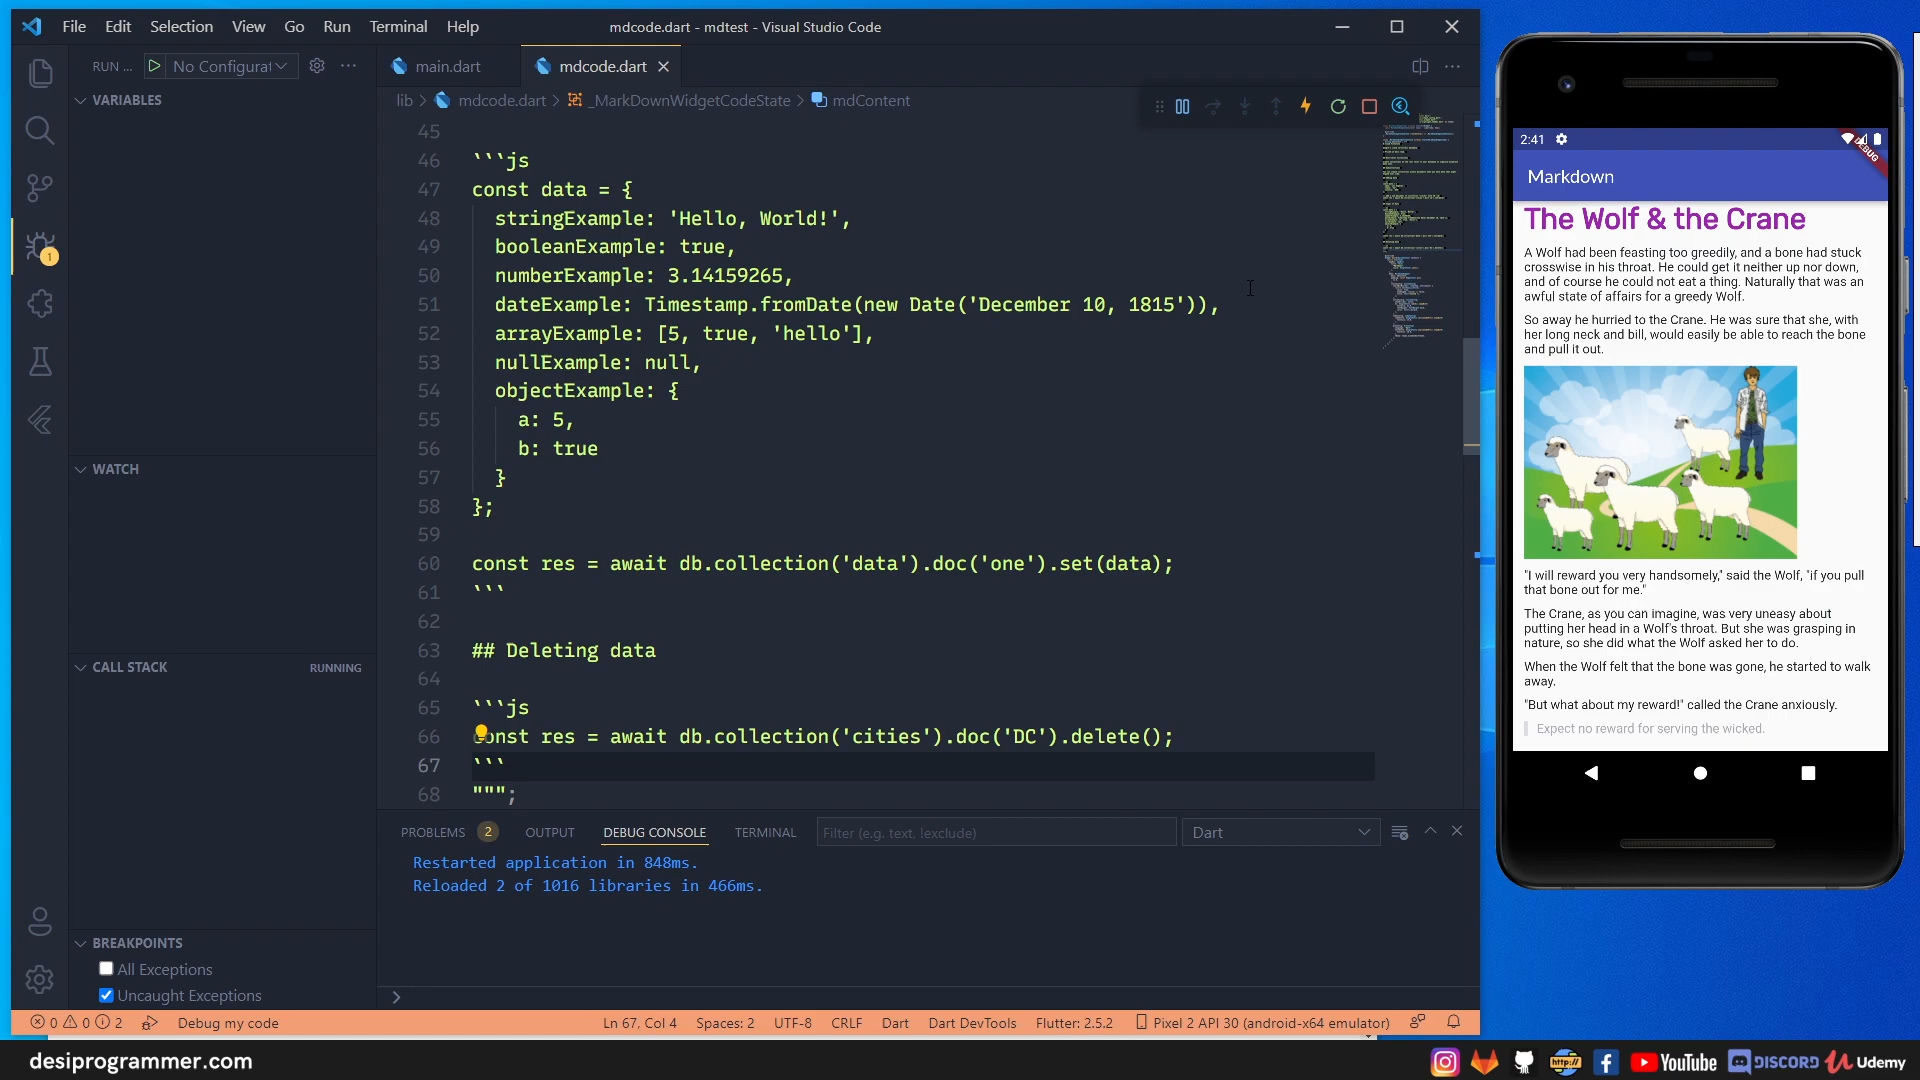 File Edit Selection View Go Run Terminal Help
mdcode.dart - mdtest - Visual Studio Code
RUN ... No Configurat
main.dart
mdcode.dart
lib > mdcode.dart > _MarkDownWidgetCodeState > mdContent
VARIABLES
WATCH
CALL STACK RUNNING
BREAKPOINTS
All Exceptions
Uncaught Exceptions
1
45
46 ```js
47 const data = {
48 stringExample: 'Hello, World!',
49 booleanExample: true,
50 numberExample: 3.14159265,
51 dateExample: Timestamp.fromDate(new Date('December 10, 1815')),
52 arrayExample: [5, true, 'hello'],
53 nullExample: null,
54 objectExample: {
55 a: 5,
56 b: true
57 }
58 };
59
60 const res = await db.collection('data').doc('one').set(data);
61 ```
62
63 ## Deleting data
64
65 ```js
66 const res = await db.collection('cities').doc('DC').delete();
67 ```
68 """;
PROBLEMS 2 OUTPUT DEBUG CONSOLE TERMINAL Filter (e.g. text, !exclude) Dart
Restarted application in 848ms.
Reloaded 2 of 1016 libraries in 466ms.
0 0 2 Debug my code Ln 67, Col 4 Spaces: 2 UTF-8 CRLF Dart Dart DevTools Flutter: 2.5.2 Pixel 2 API 30 (android-x64 emulator)
2:41
DEBUG
Markdown
The Wolf & the Crane
A Wolf had been feasting too greedily, and a bone had stuck
crosswise in his throat. He could get it neither up nor down,
and of course he could not eat a thing. Naturally that was an
awful state of affairs for a greedy Wolf.
So away he hurried to the Crane. He was sure that she, with
her long neck and bill, would easily be able to reach the bone
and pull it out.
"I will reward you very handsomely," said the Wolf, "if you pull
that bone out for me."
The Crane, as you can imagine, was very uneasy about
putting her head in a Wolf's throat. But she was grasping in
nature, so she did what the Wolf asked her to do.
When the Wolf felt that the bone was gone, he started to walk
away.
"But what about my reward!" called the Crane anxiously.
Expect no reward for serving the wicked.
desiprogrammer.com
http://
YouTube
DISCORD
Udemy